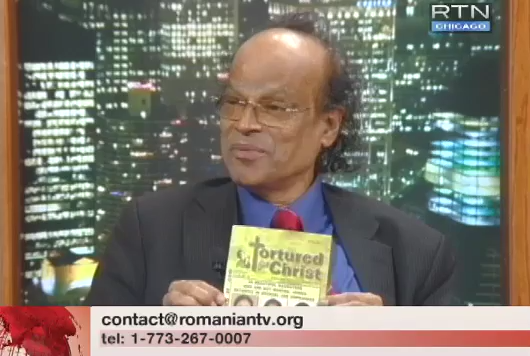 RTN
CHICAGO
Tortured
Christ
contact@romaniantv.org
tel: 1-773-267-0007